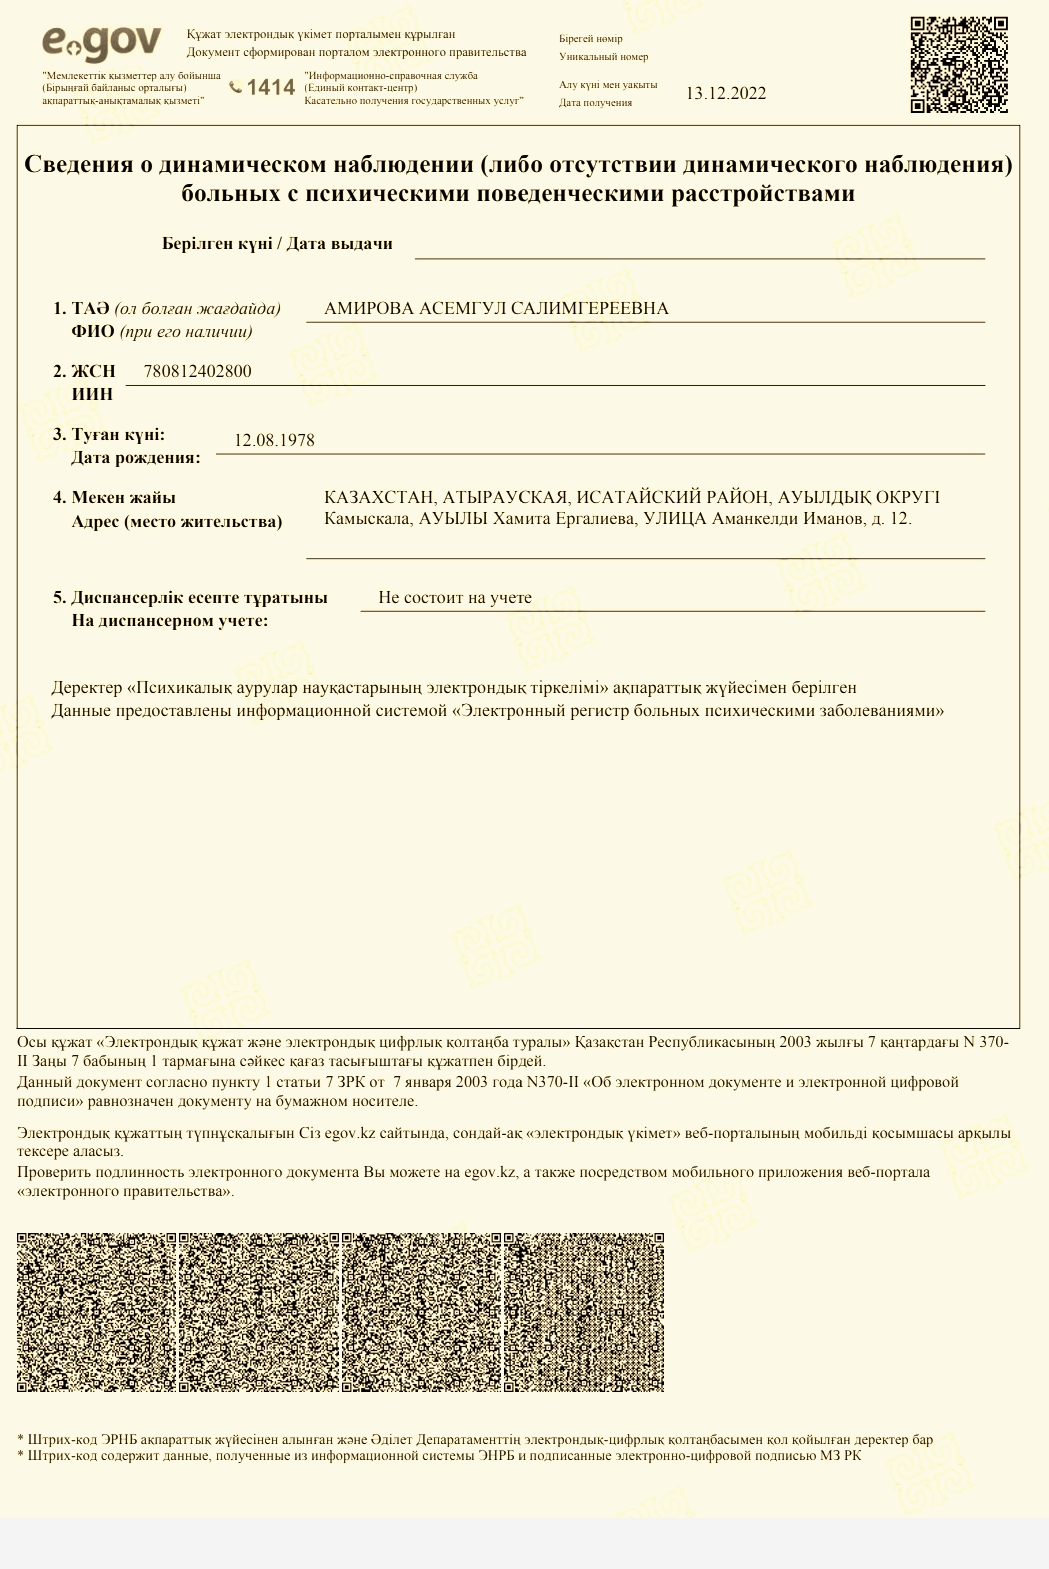 e.gov
Құжат электрондық үкімет порталымен құрылған
Документ сформирован порталом электронного правительства
"Мемлекеттік қызметтер алу бойынша
(Бірыңғай байланыс орталығы)
ақпараттық-анықтамалық қызметі"
1414
"Информационно-справочная служба
(Единый контакт-центр)
Касательно получения государственных услуг"
Бірегей нөмір
Уникальный номер
Алу күні мен уақыты
Дата получения
13.12.2022
Сведения о динамическом наблюдении (либо отсутствии динамического наблюдения)
больных с психическими поведенческими расстройствами
Берілген күні / Дата выдачи
1. ТАӘ (ол болған жағдайда) АМИРОВА АСЕМГУЛ САЛИМГЕРЕЕВНА
ФИО (при его наличии)
2. ЖСН 780812402800
ИИН
3. Туған күні: 12.08.1978
Дата рождения:
4. Мекен жайы КАЗАХСТАН, АТЫРАУСКАЯ, ИСАТАЙСКИЙ РАЙОН, АУЫЛДЫҚ ОКРУГІ
Адрес (место жительства) Камыскала, АУЫЛЫ Хамита Ергалиева, УЛИЦА Аманкелди Иманов, д. 12.
5. Диспансерлік есепте тұратыны Не состоит на учете
На диспансерном учете:
Деректер «Психикалық аурулар науқастарының электрондық тіркелімі» ақпараттық жүйесімен берілген
Данные предоставлены информационной системой «Электронный регистр больных психическими заболеваниями»
Осы құжат «Электрондық құжат және электрондық цифрлық қолтаңба туралы» Қазақстан Республикасының 2003 жылғы 7 қаңтардағы N 370-
II Заңы 7 бабының 1 тармағына сәйкес қағаз тасығыштағы құжатпен бірдей.
Данный документ согласно пункту 1 статьи 7 ЗРК от 7 января 2003 года N370-II «Об электронном документе и электронной цифровой
подписи» равнозначен документу на бумажном носителе.
Электрондық құжаттың түпнұсқалығын Сіз egov.kz сайтында, сондай-ақ «электрондық үкімет» веб-порталының мобильді қосымшасы арқылы
тексере аласыз.
Проверить подлинность электронного документа Вы можете на egov.kz, а также посредством мобильного приложения веб-портала
«электронного правительства».
* Штрих-код ЭРНБ ақпараттық жүйесінен алынған және Әділет Депаратаменттің электрондық-цифрлық қолтаңбасымен қол қойылған деректер бар
* Штрих-код содержит данные, полученные из информационной системы ЭНРБ и подписанные электронно-цифровой подписью МЗ РК